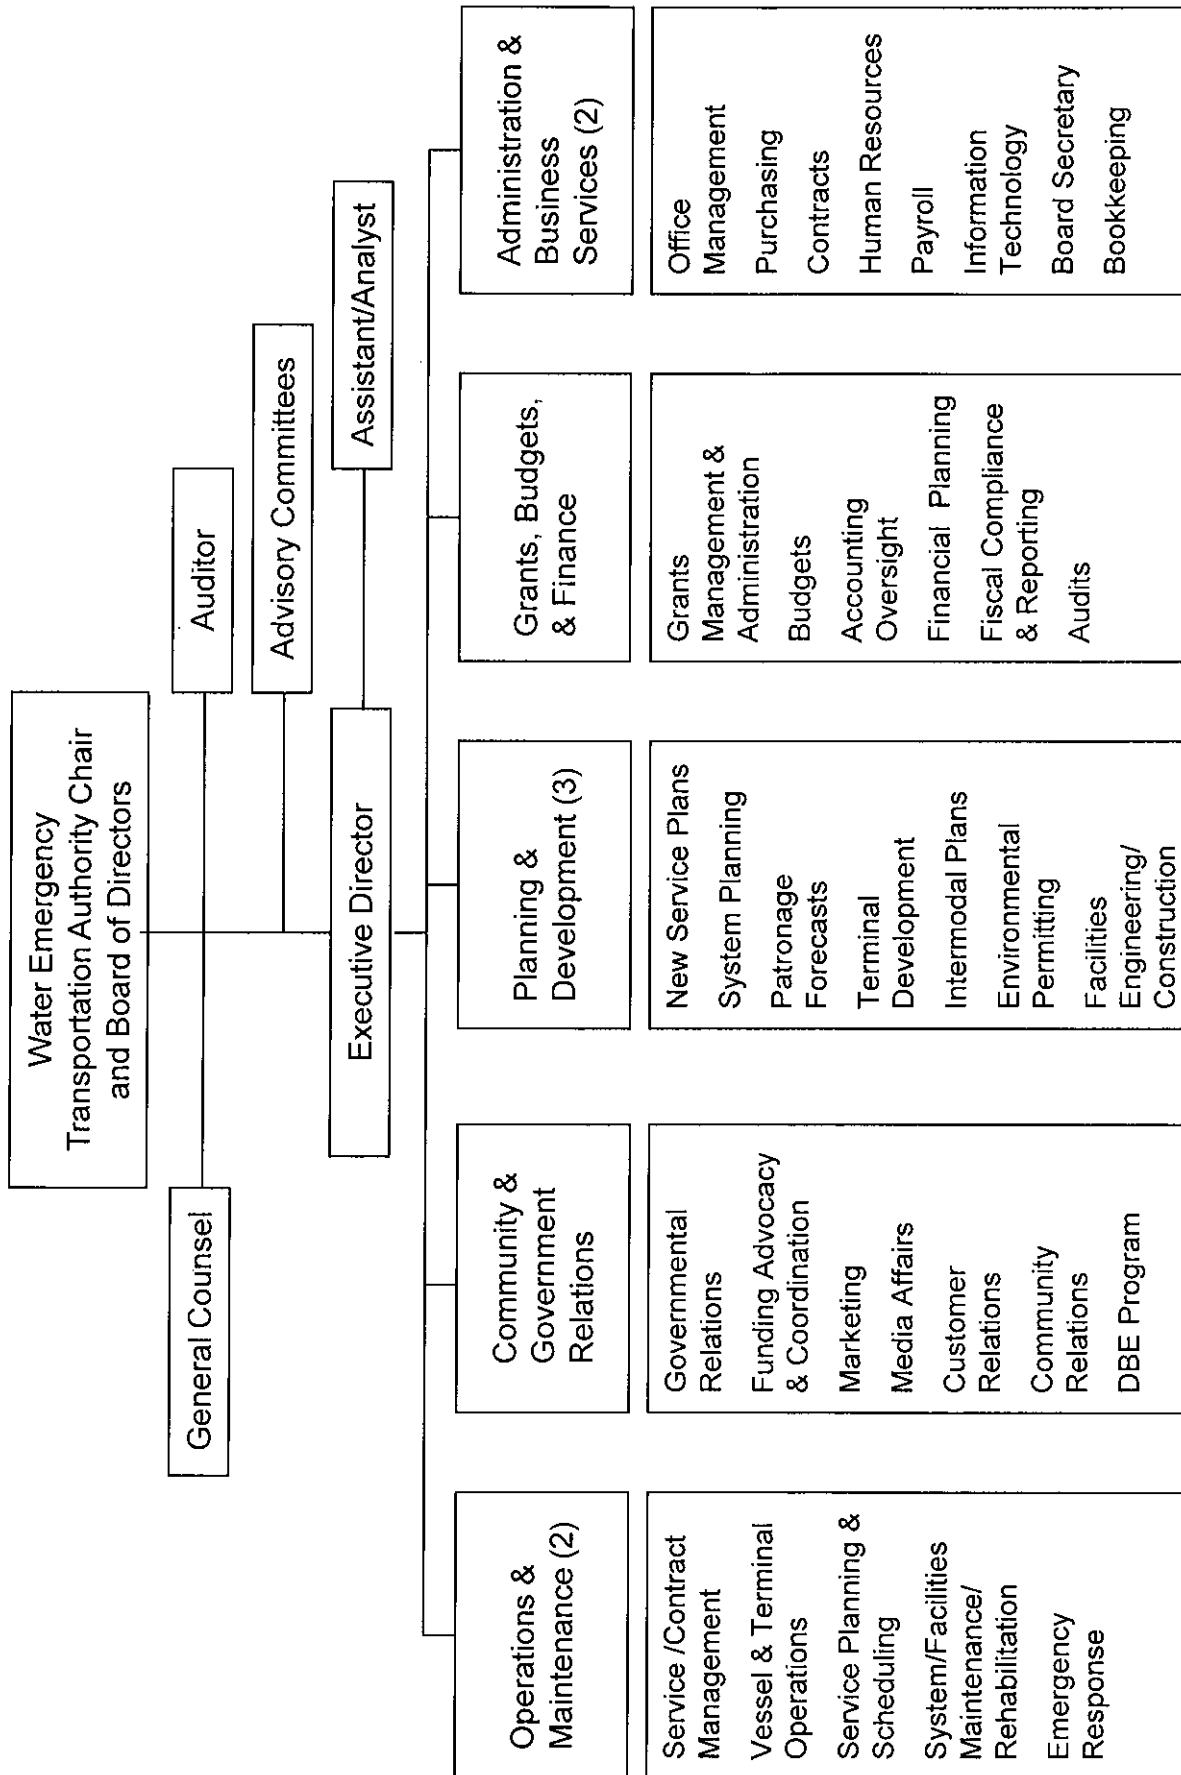 Water Emergency
Transportation Authority Chair
and Board of Directors
General Counsel
Auditor
Advisory Committees
Executive Director
Assistant/Analyst
Operations &
Maintenance (2)
Service /Contract
Management
Vessel & Terminal
Operations
Service Planning &
Scheduling
System/Facilities
Maintenance/
Rehabilitation
Emergency
Response
Community &
Government
Relations
Governmental
Relations
Funding Advocacy
& Coordination
Marketing
Media Affairs
Customer
Relations
Community
Relations
DBE Program
Planning &
Development (3)
New Service Plans
System Planning
Patronage
Forecasts
Terminal
Development
Intermodal Plans
Environmental
Permitting
Facilities
Engineering/
Construction
Grants, Budgets,
& Finance
Grants
Management &
Administration
Budgets
Accounting
Oversight
Financial Planning
Fiscal Compliance
& Reporting
Audits
Administration &
Business
Services (2)
Office
Management
Purchasing
Contracts
Human Resources
Payroll
Information
Technology
Board Secretary
Bookkeeping